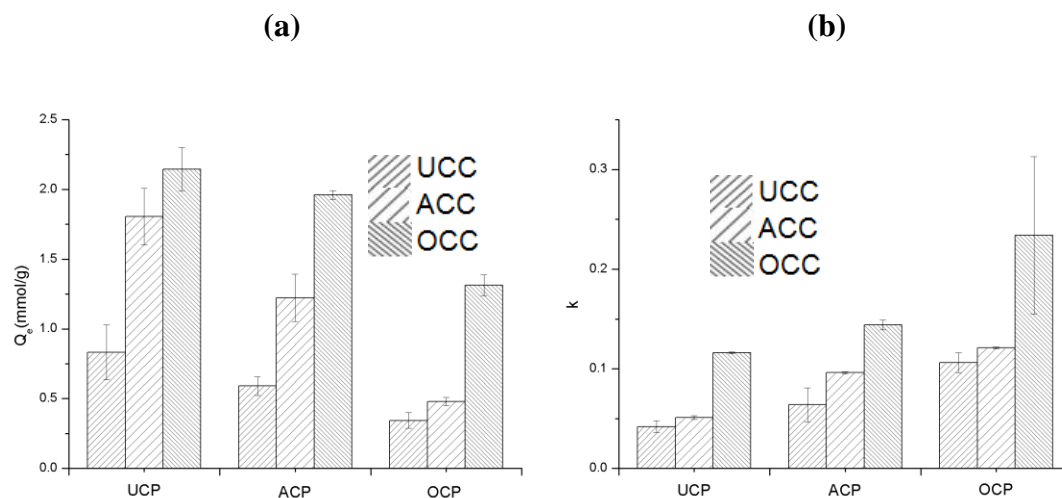 (a)
2.5
2.0
1.5
1.0
0.5
0.0
Qe(mmol/g)
UCC
ACC
OCC
UCP
ACP
OCP
(b)
0.3
0.2
0.1
0.0
k
UCC
ACC
OCC
UCP
ACP
OCP